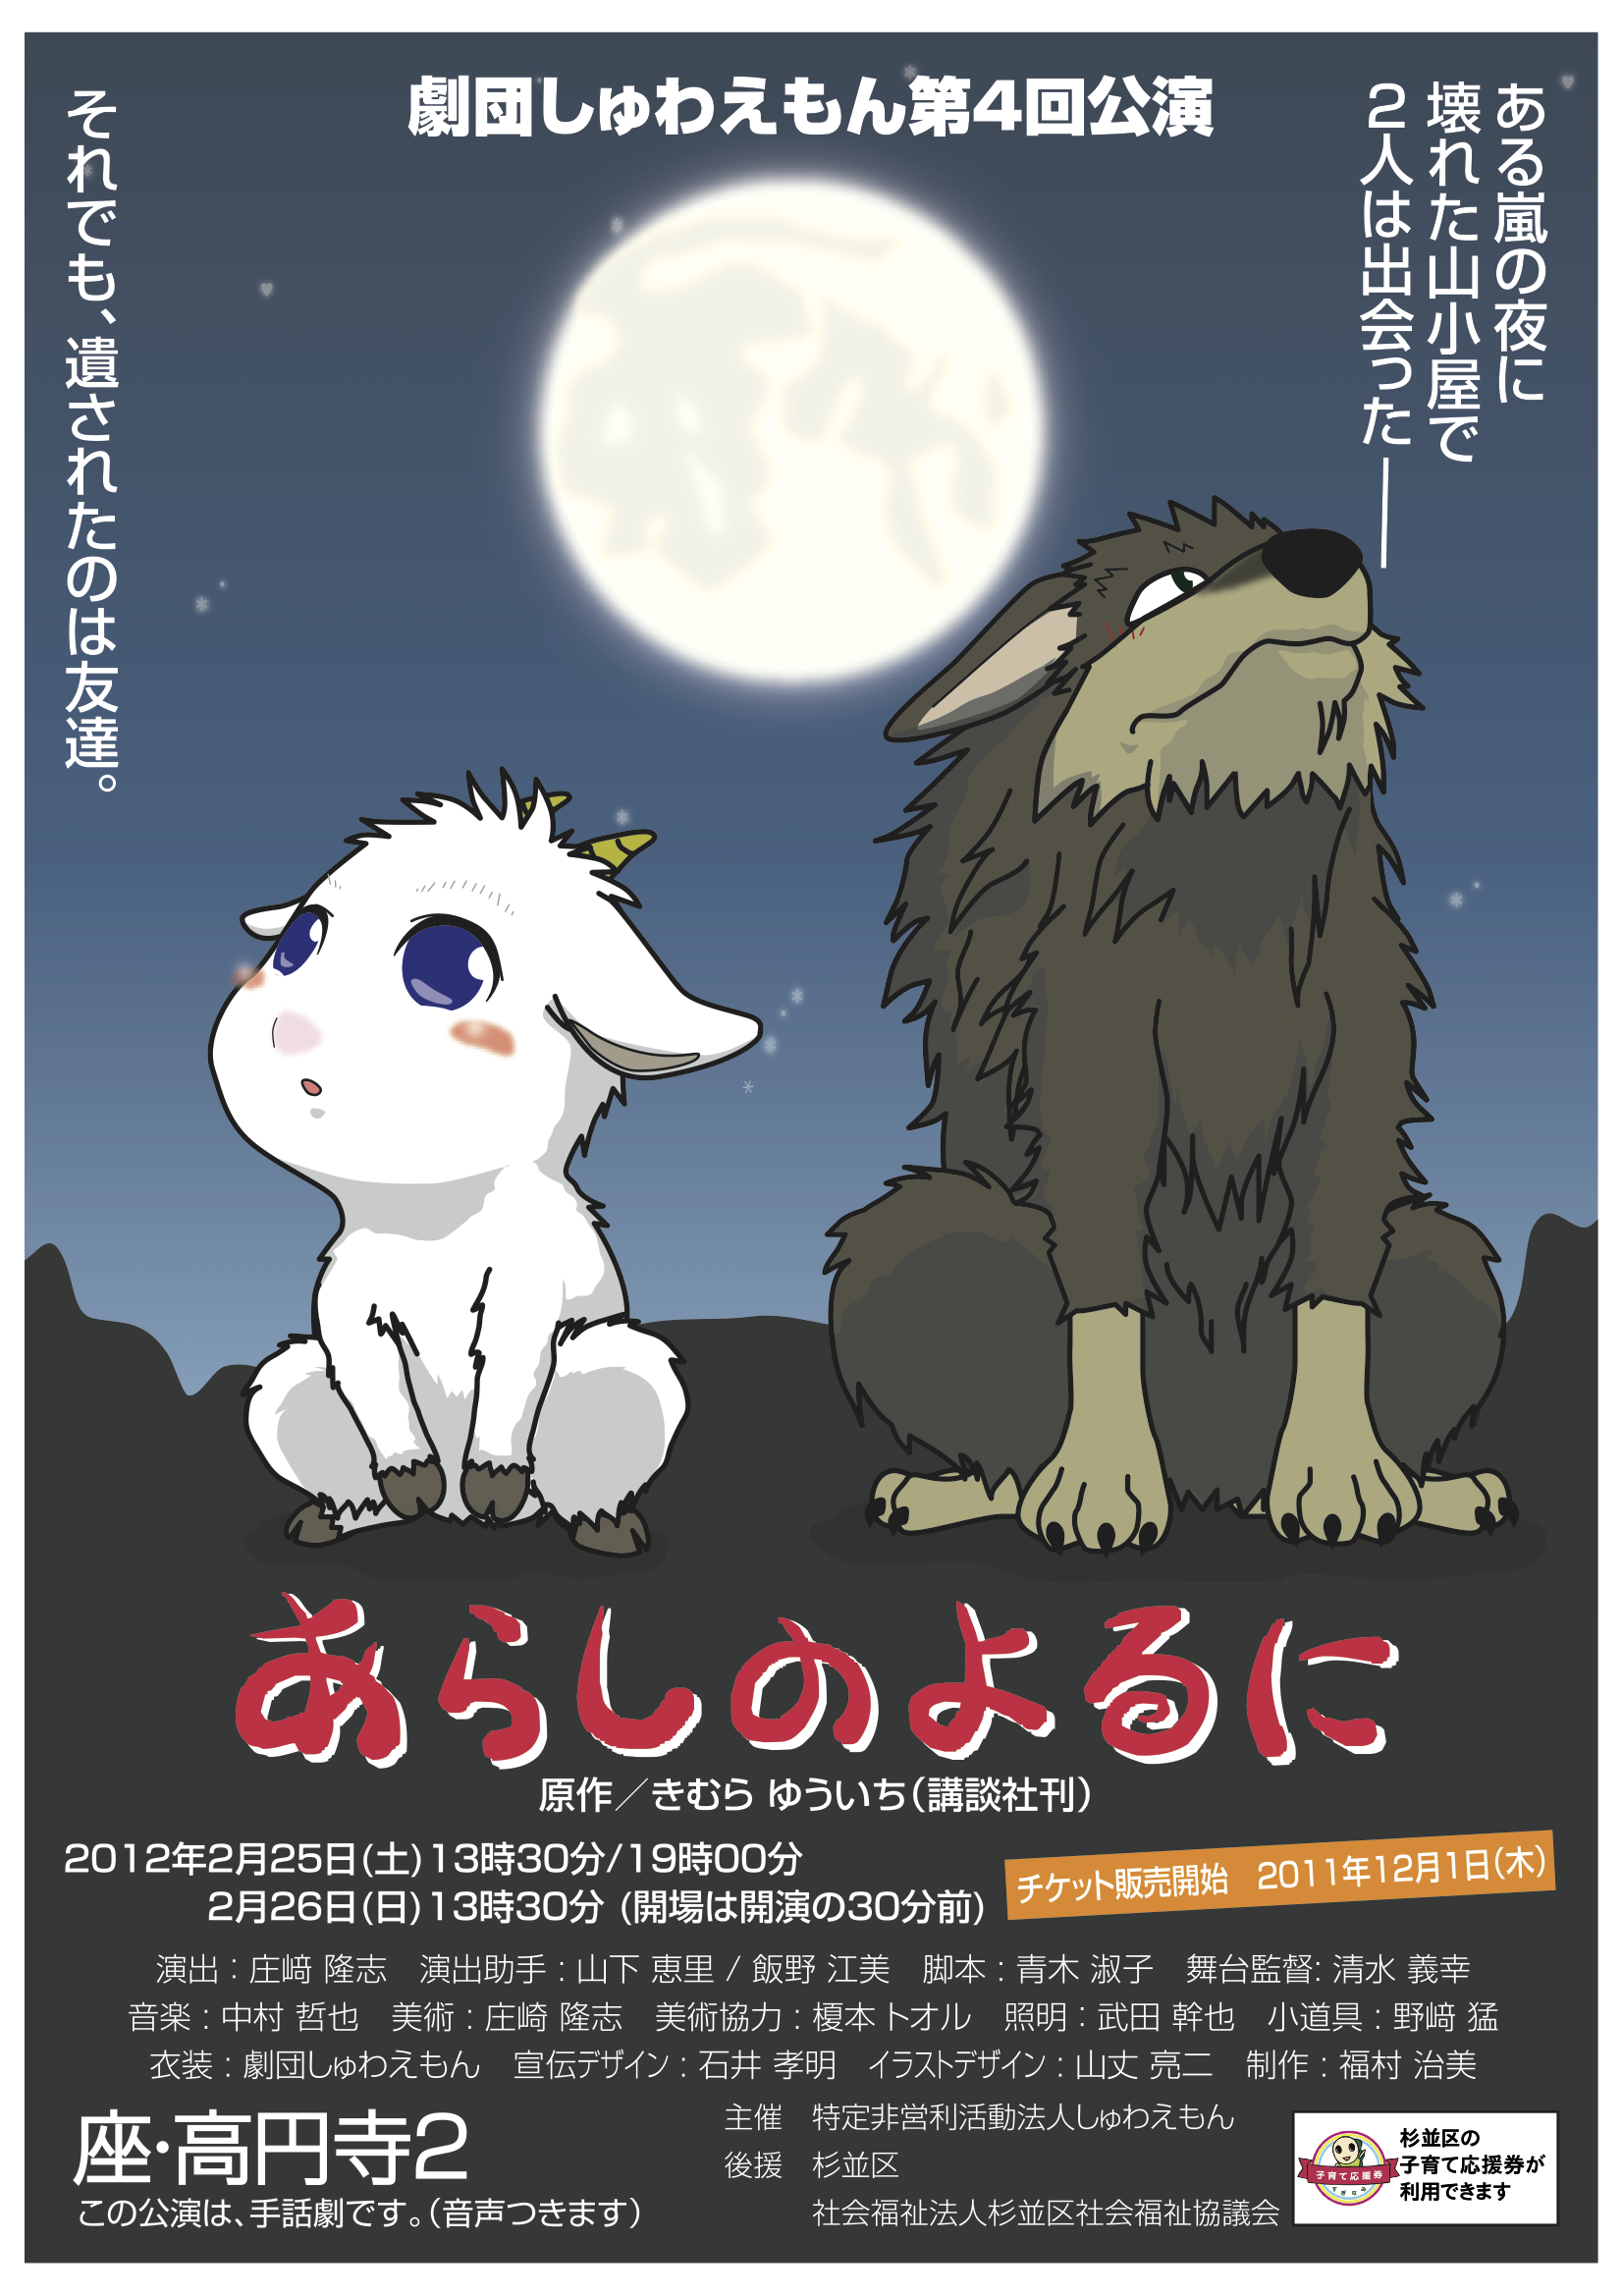 劇団しゅわえもん第4回公演
ある嵐の夜に
壊れた山小屋で
2人は出会った――
それでも、遺されたのは友達。
あらしのよるに
原作／きむら ゆういち（講談社刊）
2012年2月25日(土)13時30分/19時00分
2月26日(日)13時30分 (開場は開演の30分前)
チケット販売開始　2011年12月1日(木)
演出：庄﨑 隆志　演出助手：山下 恵里 / 飯野 江美　脚本：青木 淑子　舞台監督: 清水 義幸
音楽：中村 哲也　美術：庄崎 隆志　美術協力：榎本 トオル　照明：武田 幹也　小道具：野﨑 猛
衣装：劇団しゅわえもん　宣伝デザイン：石井 孝明　イラストデザイン：山丈 亮二　制作：福村 治美
座・高円寺2
この公演は、手話劇です。（音声つきます）
主催　特定非営利活動法人しゅわえもん
後援　杉並区
社会福祉法人杉並区社会福祉協議会
子育て応援券
すぎなみ
杉並区の
子育て応援券が
利用できます